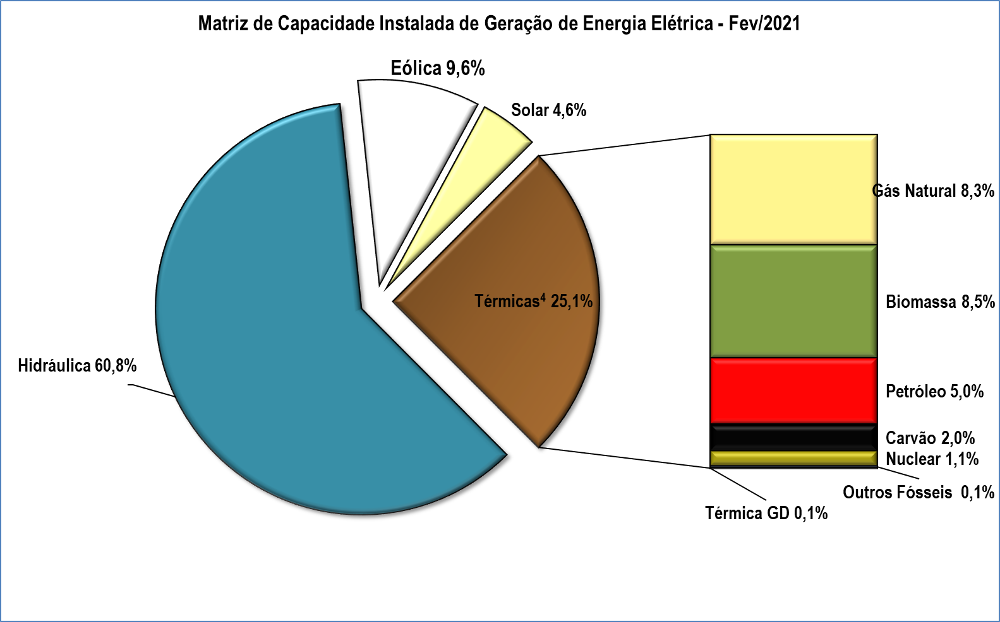 Matriz de Capacidade Instalada de Geração de Energia Elétrica - Fev/2021
Eólica 9,6%
Solar 4,6%
Gás Natural 8,3%
Térmicas⁴ 25,1%
Biomassa 8,5%
Hidráulica 60,8%
Petróleo 5,0%
Carvão 2,0%
Nuclear 1,1%
Outros Fósseis 0,1%
Térmica GD 0,1%